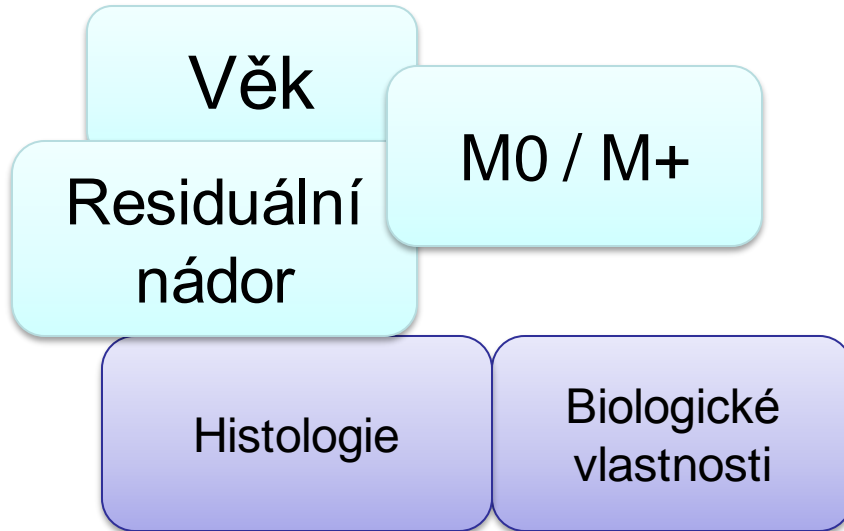 Věk
M0 / M+
Residuální
nádor
Histologie
Biologické
vlastnosti